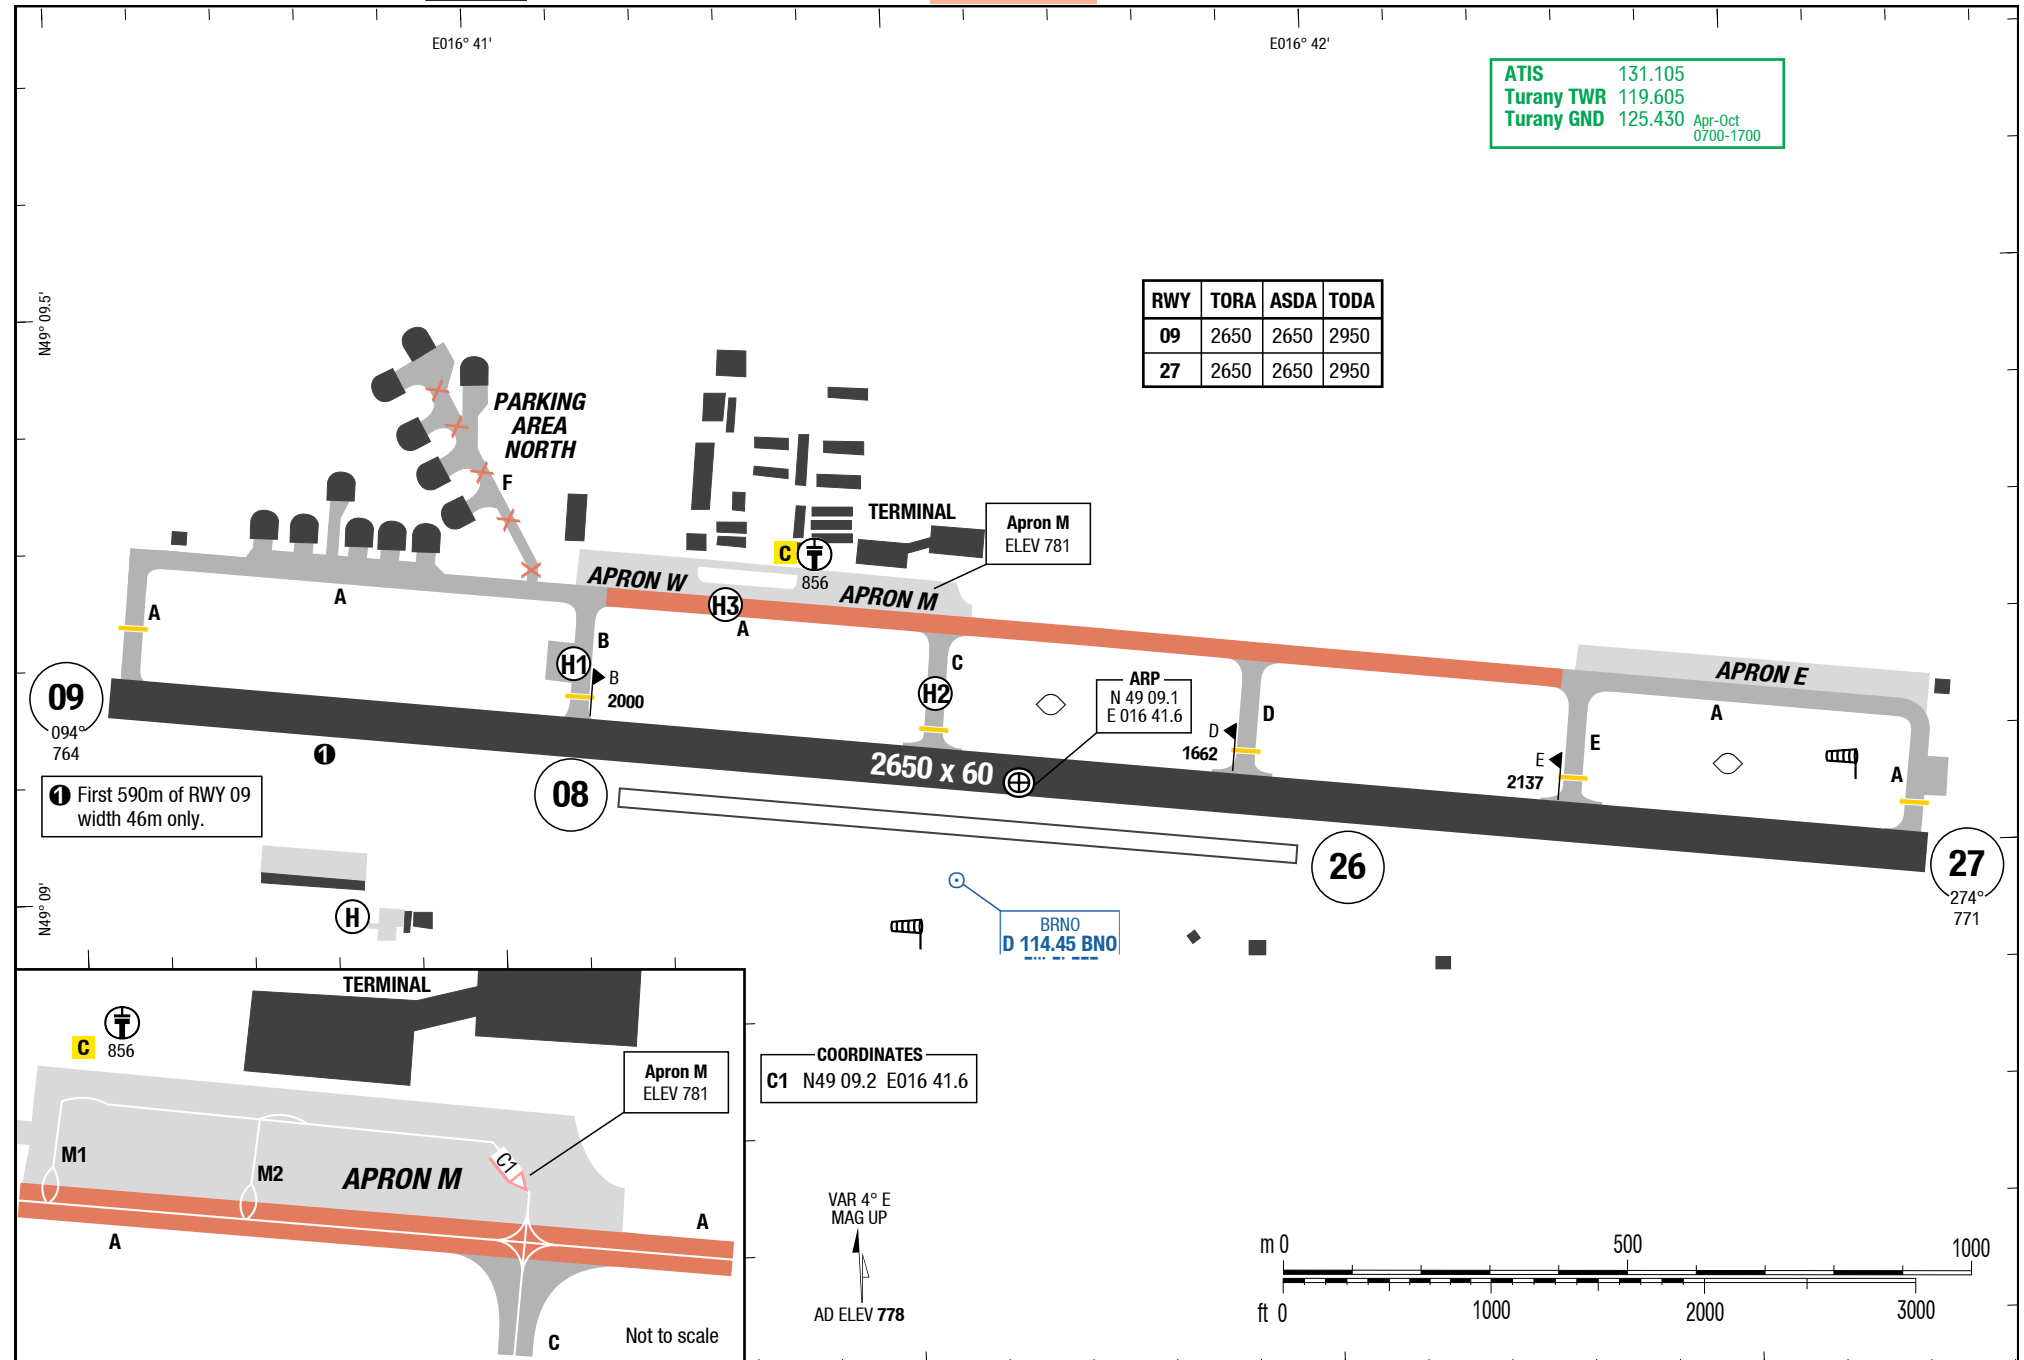 E016° 41'
E016° 42'
ATIS 131.105
Turany TWR 119.605
Turany GND 125.430 Apr-Oct
0700-1700
N49° 09.5'
RWY TORA ASDA TODA
09 2650 2650 2950
27 2650 2650 2950
PARKING
AREA
NORTH
F
TERMINAL
Apron M
ELEV 781
C
856
APRON W
APRON M
H3
A
A
A
B
H1
B
2000
C
H2
ARP
N 49 09.1
E 016 41.6
D
D
1662
E
E
2137
APRON E
A
A
09
094°
764
1
2650 x 60
08
26
27
274°
771
1 First 590m of RWY 09
width 46m only.
N49° 09'
H
BRNO
D 114.45 BNO
TERMINAL
C
856
Apron M
ELEV 781
M1
M2
APRON M
C1
A
A
C
Not to scale
COORDINATES
C1 N49 09.2 E016 41.6
VAR 4° E
MAG UP
AD ELEV 778
m 0 500 1000
ft 0 1000 2000 3000